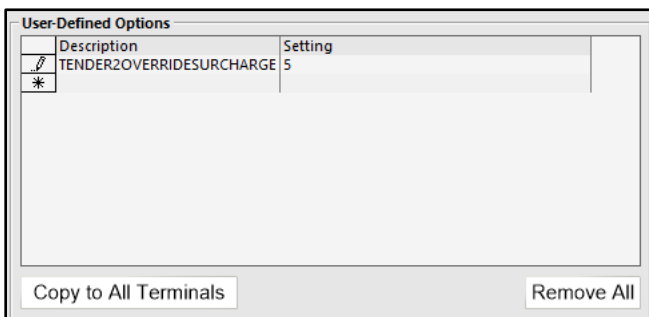 User-Defined Options
Description Setting
TENDER2OVERRIDESURCHARGE 5
Copy to All Terminals Remove All